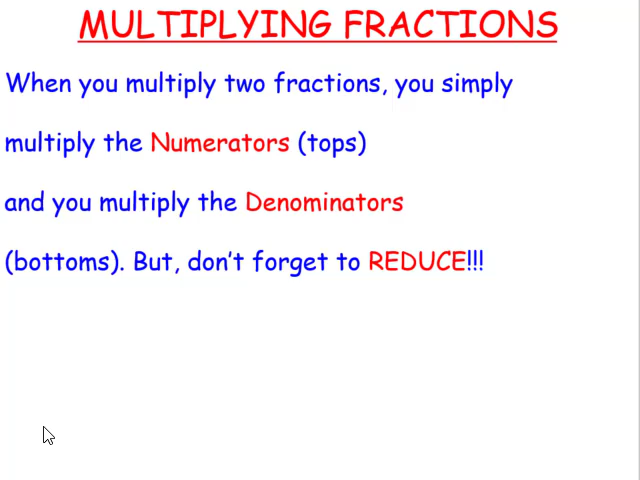 MULTIPLYING FRACTIONS
When you multiply two fractions, you simply
multiply the Numerators (tops)
and you multiply the Denominators
(bottoms). But, don't forget to REDUCE!!!